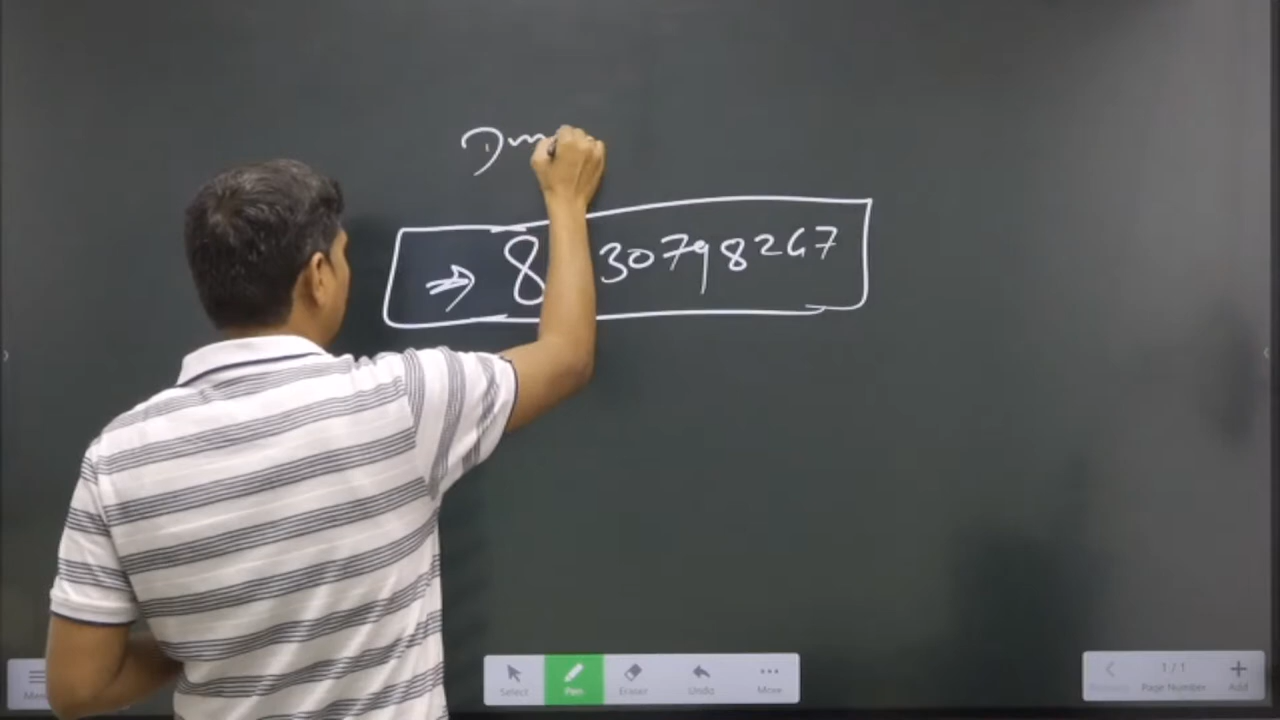 ⇒ 8 30798267
Select
Pen
Eraser
Undo
More
1/1
Page Number
Add